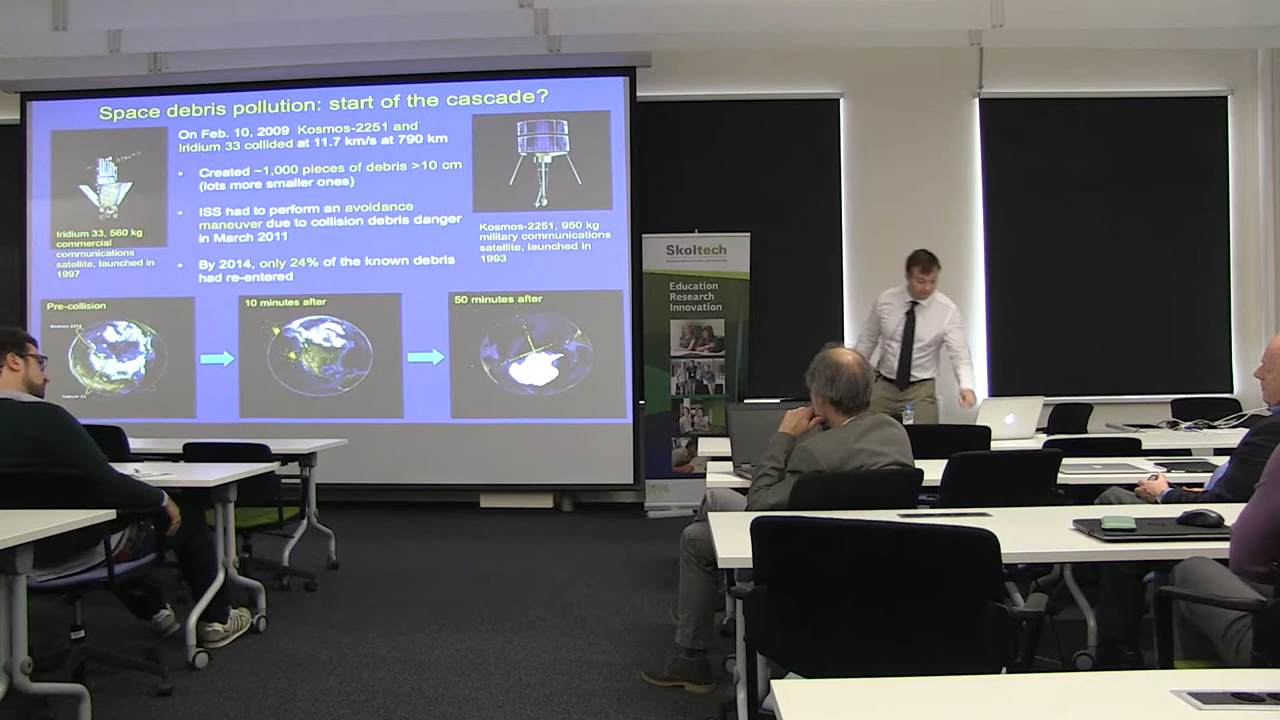 Space debris pollution: start of the cascade?
On Feb. 10, 2009 Kosmos-2251 and
Iridium 33 collided at 11.7 km/s at 790 km
• Created ~1,000 pieces of debris >10 cm
(lots more smaller ones)
• ISS had to perform an avoidance
maneuver due to collision debris danger
in March 2011
• By 2014, only 24% of the known debris
had re-entered
Iridium 33, 560 kg
commercial
communications
satellite, launched in
1997
Kosmos-2251, 950 kg
military communications
satellite, launched in
1993
Pre-collision
Kosmos 2251
Iridium 33
10 minutes after
50 minutes after
Skoltech
Education
Research
Innovation